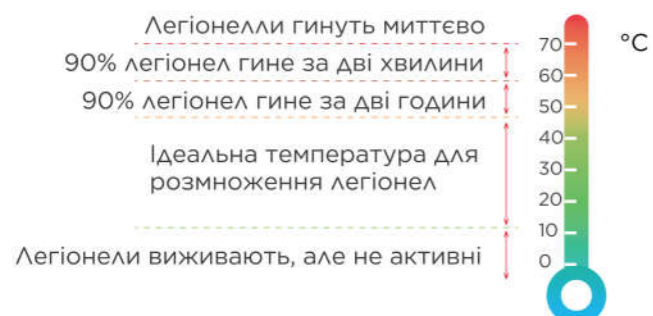 Легіонелли гинуть миттєво
90% легіонел гине за дві хвилини
90% легіонел гине за дві години
Ідеальна температура для
розмноження легіонел
Легіонели виживають, але не активні
°C
70
60
50
40
30
20
10
0